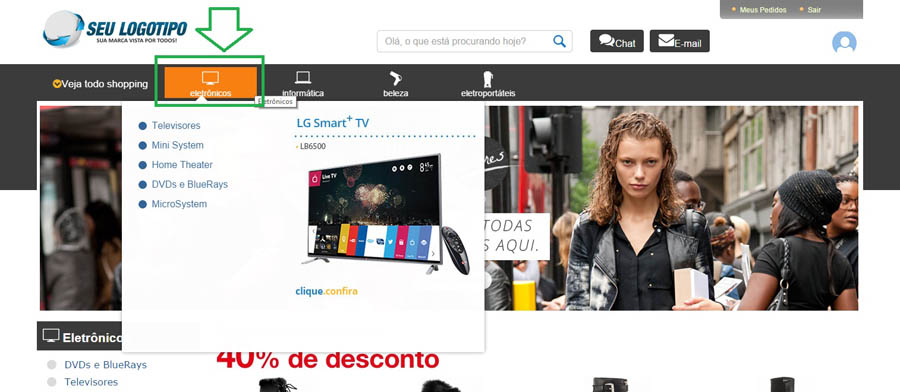 Meus Pedidos
Sair
SEU LOGOTIPO
SUA MARCA VISTA POR TODOS!
Olá, o que está procurando hoje?
Chat
E-mail
Veja todo shopping
eletrônicos
informática
beleza
eletroportáteis
Eletrônicos
Televisores
Mini System
Home Theater
DVDs e BlueRays
MicroSystem
LG Smart+ TV
LB6500
Live TV
clique.confira
TODAS
S AQUI.
Eletrônico
DVDs e BlueRays
Televisores
40% de desconto